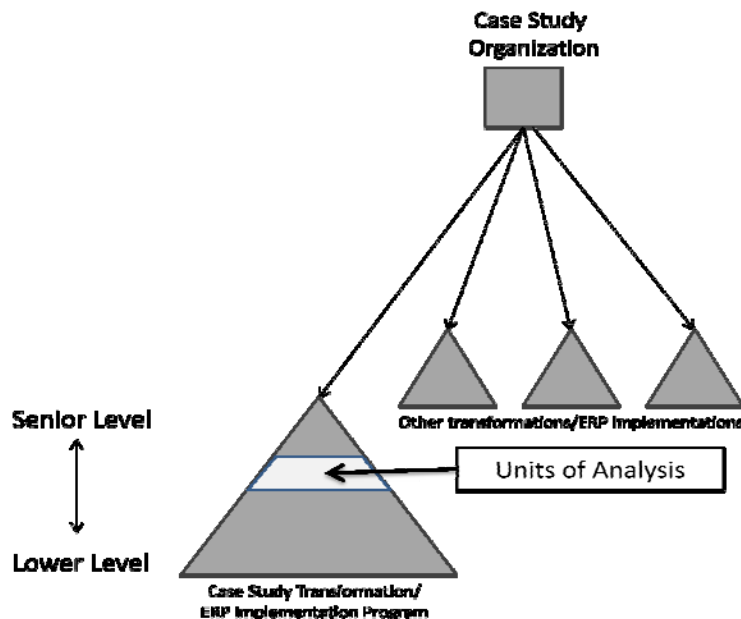 Case Study
Organization
Senior Level
Other transformations/ERP Implementations
Units of Analysis
Lower Level
Case Study Transformation/
ERP Implementation Program